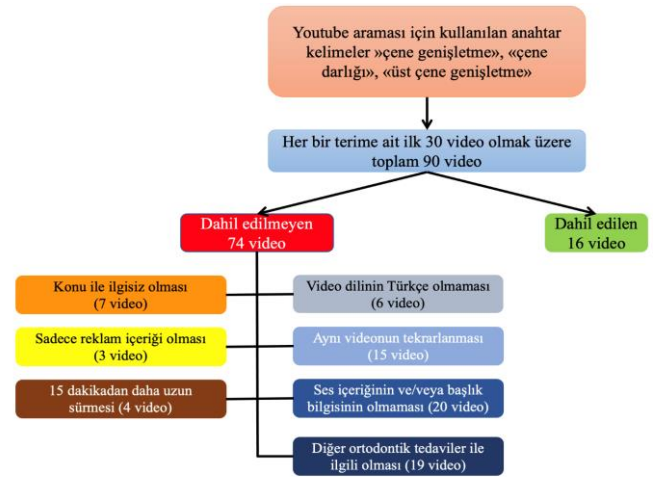 Youtube araması için kullanılan anahtar
kelimeler »çene genişletme», «çene
darlığı», «üst çene genişletme»
Her bir terime ait ilk 30 video olmak üzere
toplam 90 video
Dahil edilmeyen
74 video
Dahil edilen
16 video
Konu ile ilgisiz olması
(7 video)
Video dilinin Türkçe olmaması
(6 video)
Sadece reklam içeriği olması
(3 video)
Aynı videonun tekrarlanması
(15 video)
15 dakikadan daha uzun
sürmesi (4 video)
Ses içeriğinin ve/veya başlık
bilgisinin olmaması (20 video)
Diğer ortodontik tedaviler ile
ilgili olması (19 video)